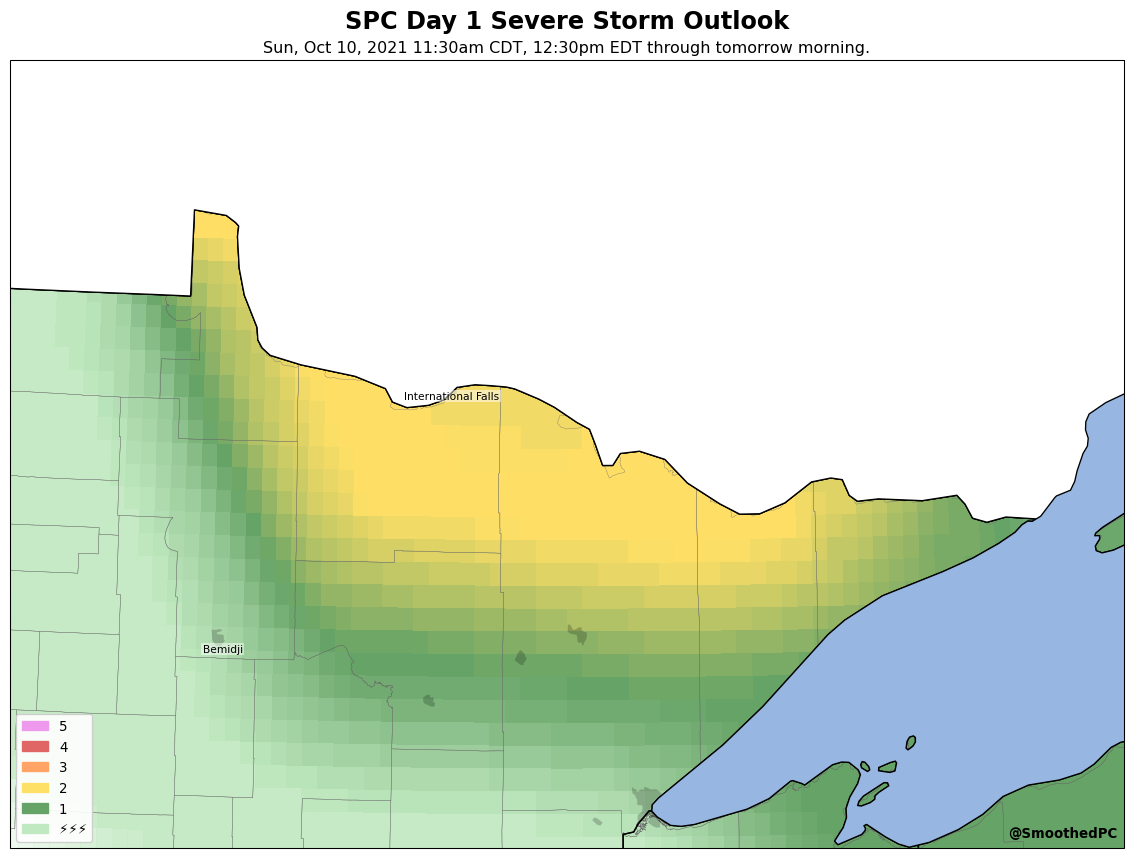 SPC Day 1 Severe Storm Outlook
Sun, Oct 10, 2021 11:30am CDT, 12:30pm EDT through tomorrow morning.
International Falls
Bemidji
5
4
3
2
1
⚡⚡⚡
@SmoothedPC